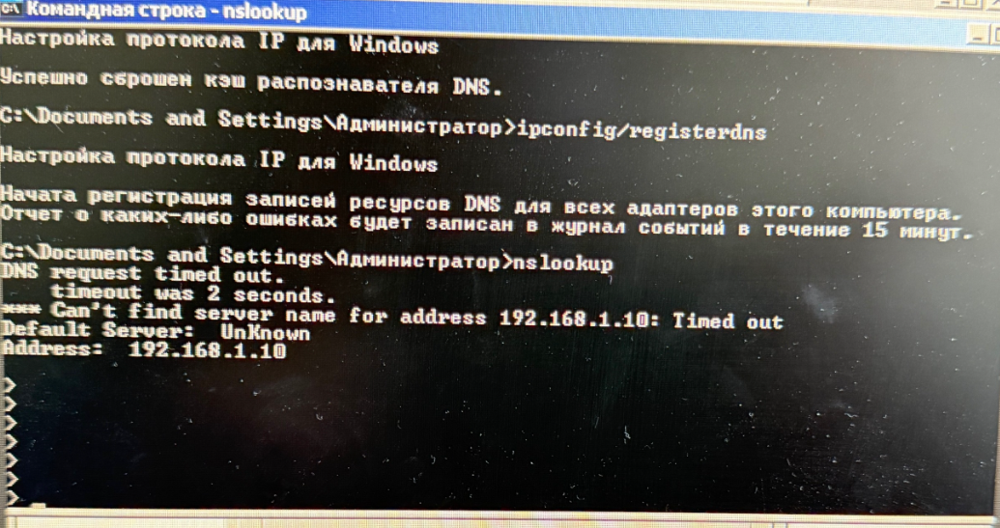 Командная строка - nslookup
Настройка протокола IP для Windows
Успешно сброшен кэш распознавателя DNS.
C:\Documents and Settings\Администратор>ipconfig/registerdns
Настройка протокола IP для Windows
Начата регистрация записей ресурсов DNS для всех адаптеров этого компьютера.
Отчет о каких-либо ошибках будет записан в журнал событий в течение 15 минут.
C:\Documents and Settings\Администратор>nslookup
DNS request timed out.
timeout was 2 seconds.
*** Can't find server name for address 192.168.1.10: Timed out
Default Server:  UnKnown
Address:  192.168.1.10
>
>
>
>
>
>
>